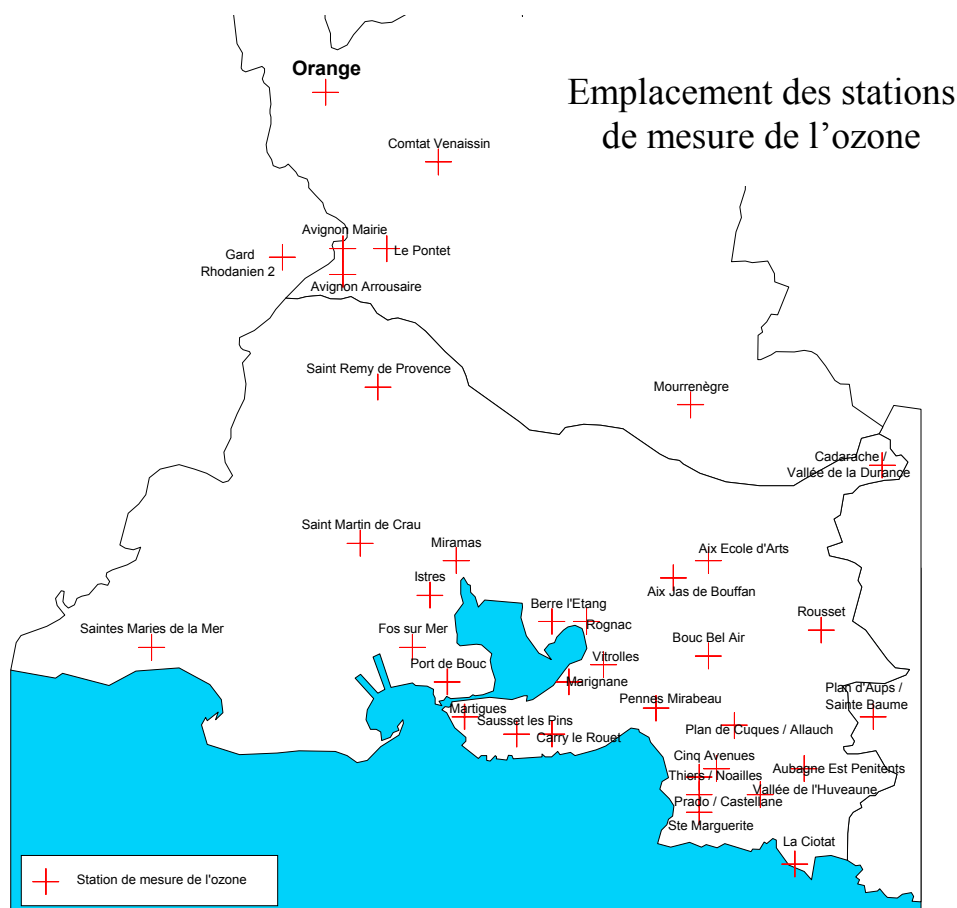 Orange
Emplacement des stations
de mesure de l'ozone
Comtat Venaissin
Avignon Mairie
Le Pontet
Gard
Rhodanien 2
Avignon Arrousaire
Saint Remy de Provence
Mourrenègre
Cadarache /
Vallée de la Durance
Saint Martin de Crau
Miramas
Aix Ecole d'Arts
Istres
Aix Jas de Bouffan
Berre l'Etang
Rognac
Rousset
Saintes Maries de la Mer
Fos sur Mer
Bouc Bel Air
Port de Bouc
Vitrolles
Marignane
Plan d'Aups /
Sainte Baume
Pennes Mirabeau
Martigues
Sausset les Pins
Carry le Rouet
Plan de Cuques / Allauch
Cinq Avenues
Thiers / Noailles
Aubagne Est Penitents
Vallée de l'Huveaune
Prado / Castellane
Ste Marguerite
La Ciotat
Station de mesure de l'ozone